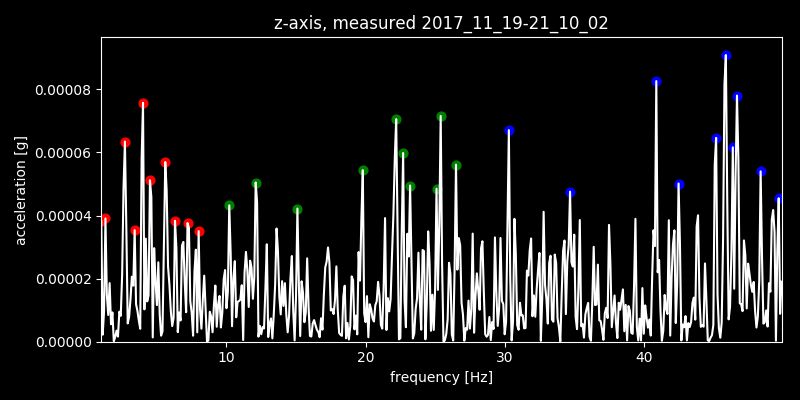 z-axis, measured 2017_11_19-21_10_02
0.00008
0.00006
0.00004
0.00002
0.00000
acceleration [g]
10 20 30 40
frequency [Hz]